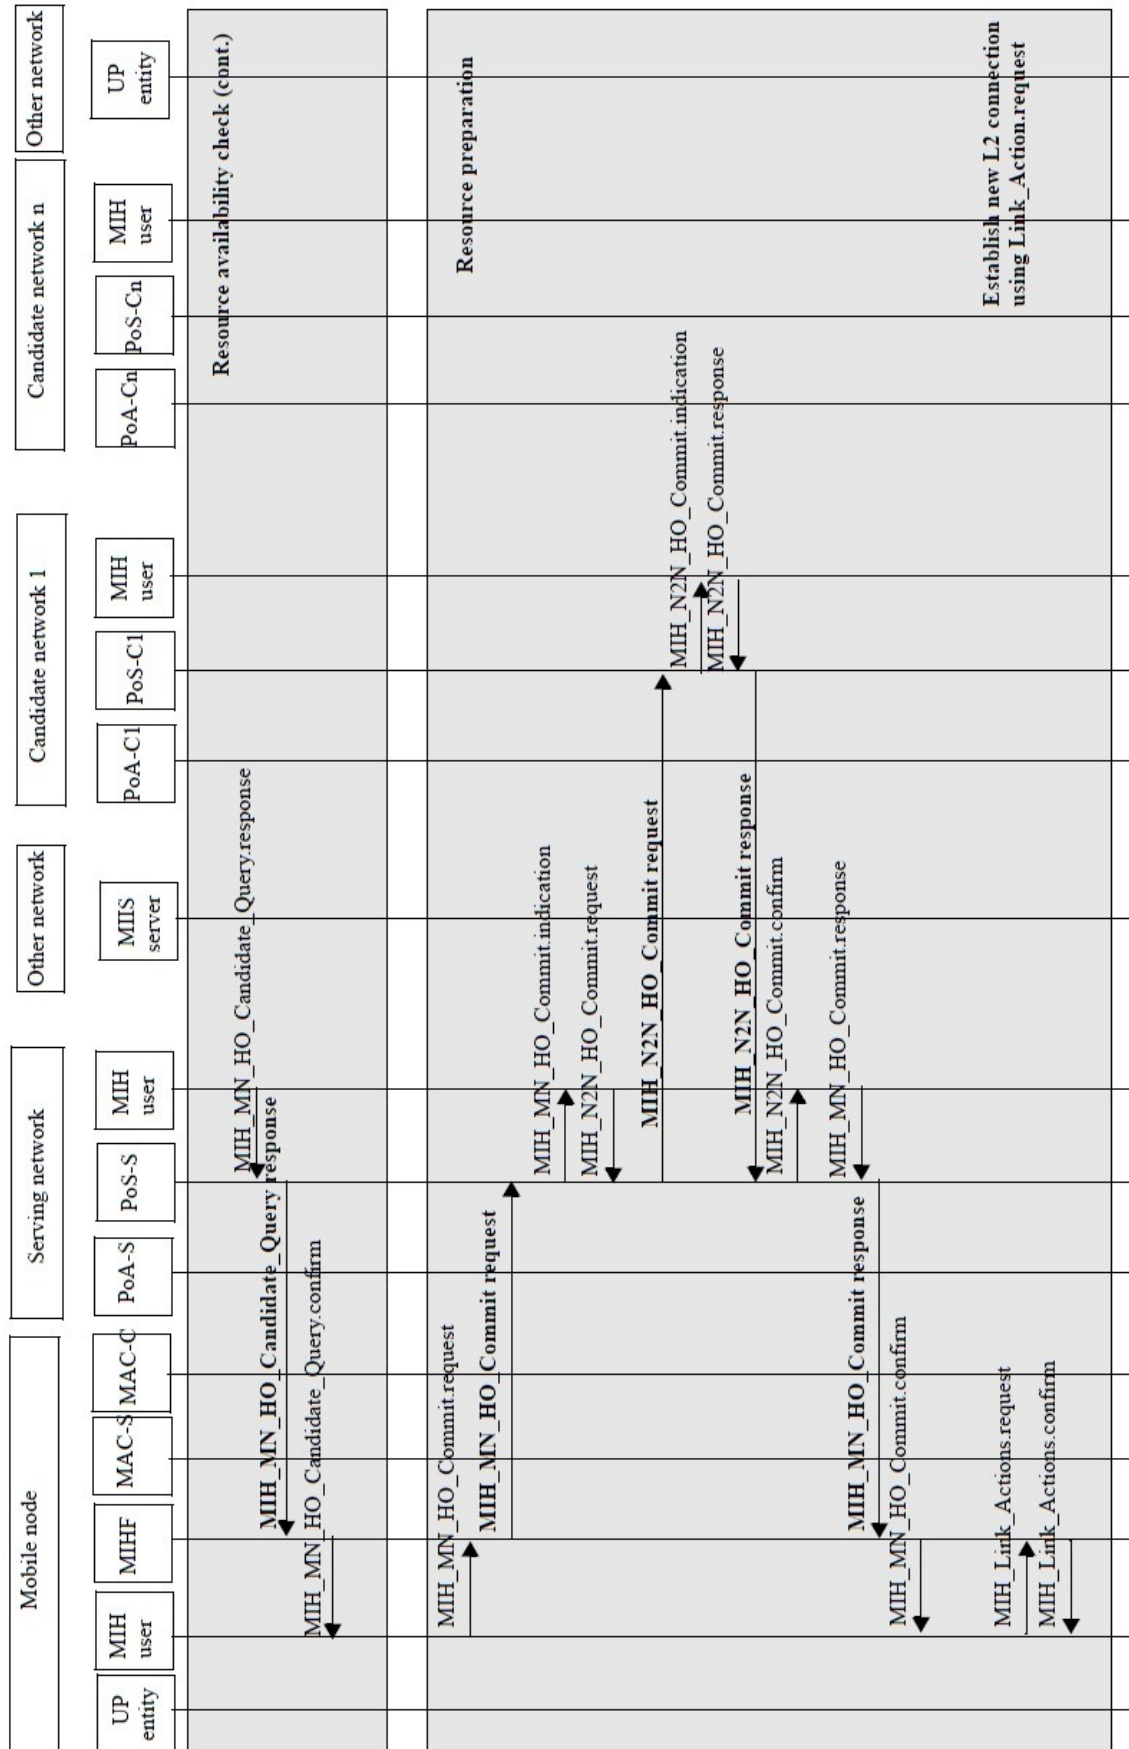 Mobile node
Serving network
Other network
Candidate network 1
Candidate network n
Other network
UP
entity
MIH
user
MIHF
MAC-S
MAC-C
PoA-S
PoS-S
MIH
user
MIIS
server
PoA-C1
PoS-C1
MIH
user
PoA-Cn
PoS-Cn
MIH
user
UP
entity
Resource availability check (cont.)
MIH_MN_HO_Candidate_Query.response
MIH_MN_HO_Candidate_Query response
MIH_MN_HO_Candidate_Query.confirm
Resource preparation
MIH_MN_HO_Commit.request
MIH_MN_HO_Commit request
MIH_MN_HO_Commit.indication
MIH_N2N_HO_Commit.request
MIH_N2N_HO_Commit request
MIH_N2N_HO_Commit.indication
MIH_N2N_HO_Commit.response
MIH_N2N_HO_Commit response
MIH_N2N_HO_Commit.confirm
MIH_MN_HO_Commit.response
MIH_MN_HO_Commit response
MIH_MN_HO_Commit.confirm
Establish new L2 connection
using Link_Action.request
MIH_Link_Actions.request
MIH_Link_Actions.confirm